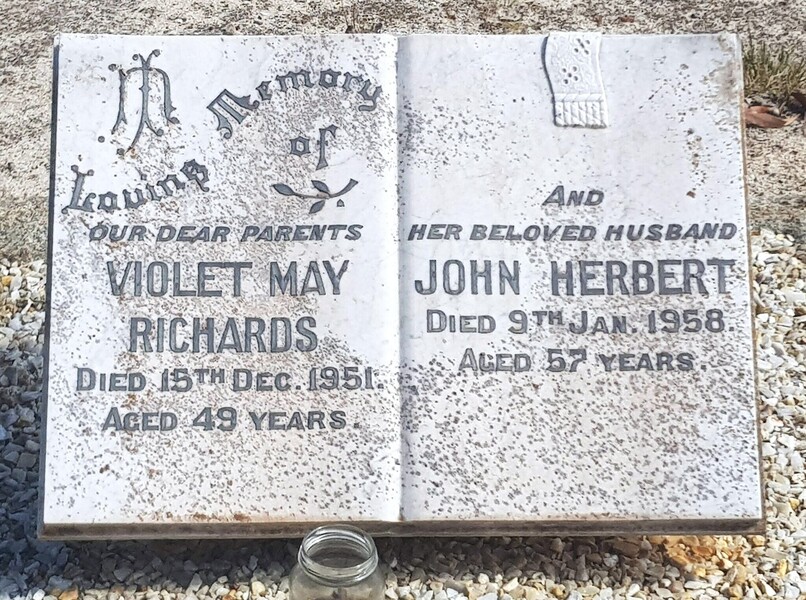 In
Loving Memory
of
OUR DEAR PARENTS
VIOLET MAY
RICHARDS
DIED 15TH DEC. 1951.
AGED 49 YEARS.
AND
HER BELOVED HUSBAND
JOHN HERBERT
DIED 9TH JAN. 1958.
AGED 57 YEARS.